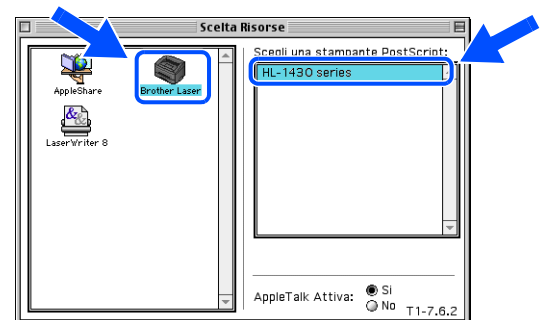 Scelta Risorse
AppleShare
Brother Laser
LaserWriter 8
Scegli una stampante PostScript:
HL-1430 series
AppleTalk Attiva:
Si
No
T1-7.6.2